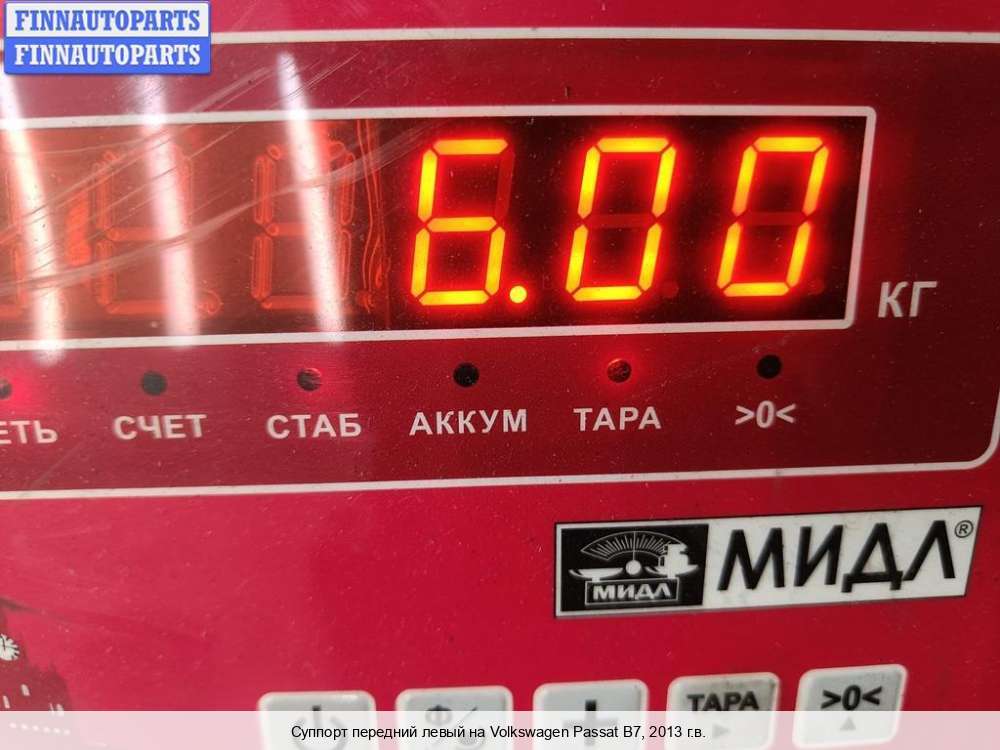 FINNAUTOPARTS
FINNAUTOPARTS
6.00
КГ
ЕТЬ СЧЕТ СТАБ АККУМ ТАРА >0<
МИДЛ МИДЛ®
ТАРА >0<
Суппорт передний левый на Volkswagen Passat B7, 2013 г.в.